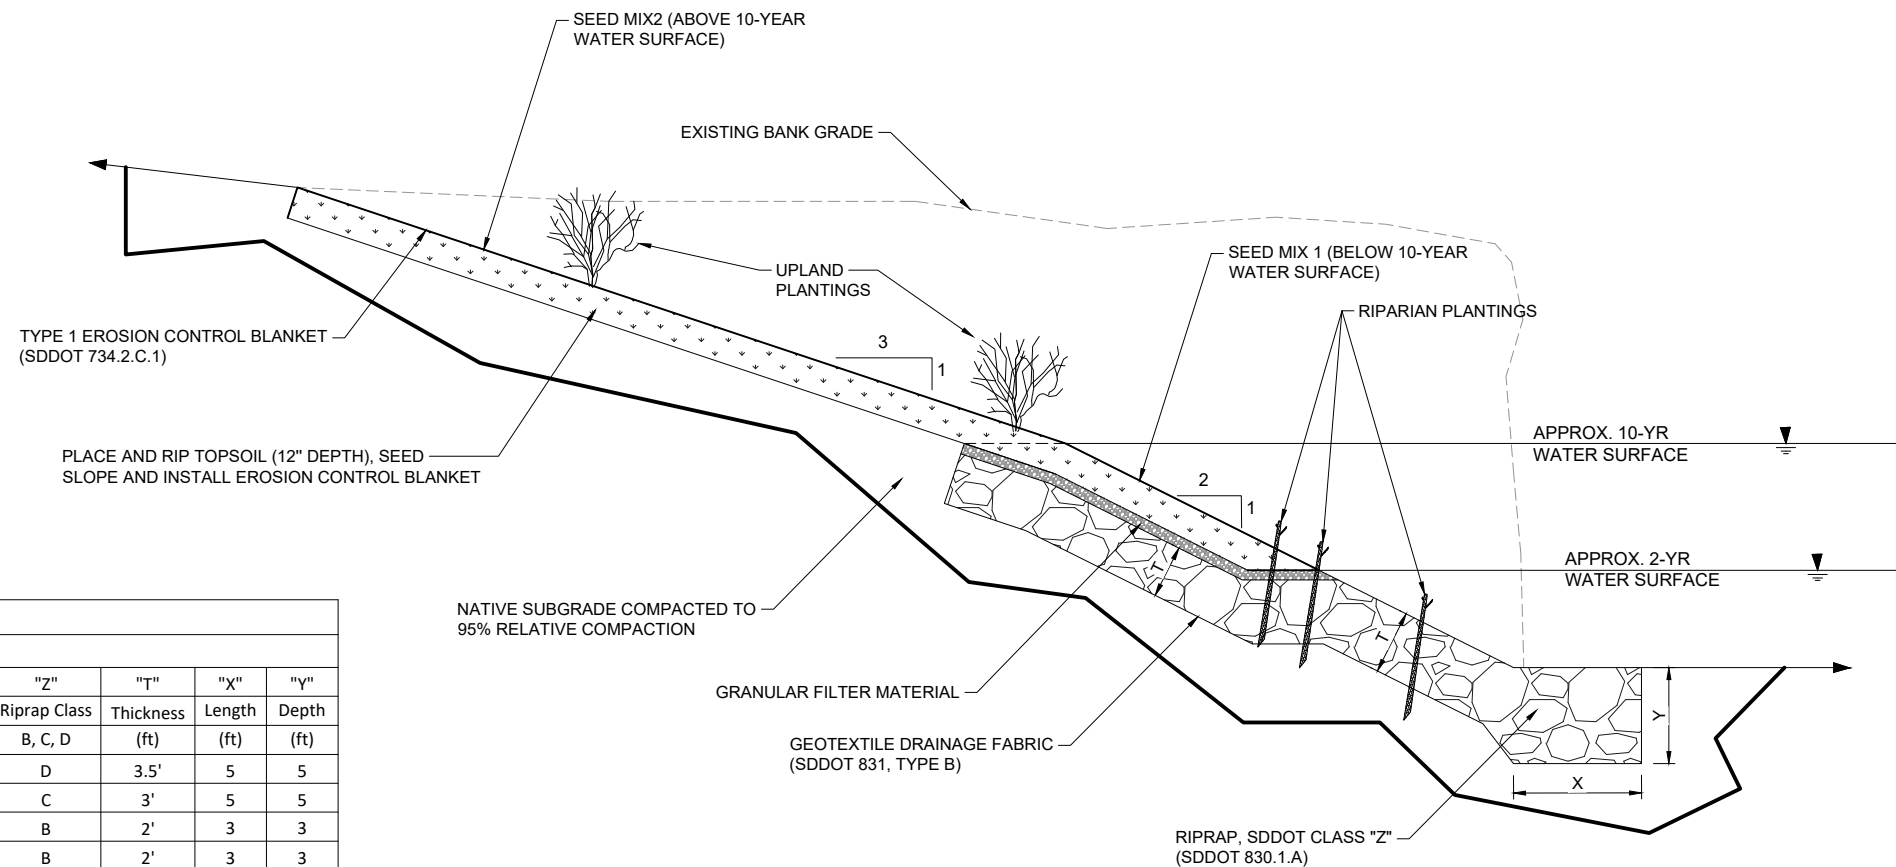 SEED MIX2 (ABOVE 10-YEAR
WATER SURFACE)
EXISTING BANK GRADE
SEED MIX 1 (BELOW 10-YEAR
WATER SURFACE)
UPLAND
PLANTINGS
RIPARIAN PLANTINGS
TYPE 1 EROSION CONTROL BLANKET
(SDDOT 734.2.C.1)
3
1
APPROX. 10-YR
WATER SURFACE
PLACE AND RIP TOPSOIL (12" DEPTH), SEED
SLOPE AND INSTALL EROSION CONTROL BLANKET
2
1
APPROX. 2-YR
WATER SURFACE
T
NATIVE SUBGRADE COMPACTED TO
95% RELATIVE COMPACTION
T
GRANULAR FILTER MATERIAL
GEOTEXTILE DRAINAGE FABRIC
(SDDOT 831, TYPE B)
Y
X
RIPRAP, SDDOT CLASS "Z"
(SDDOT 830.1.A)
"Z" "T" "X" "Y"
Riprap Class Thickness Length Depth
B, C, D (ft) (ft) (ft)
D 3.5' 5 5
C 3' 5 5
B 2' 3 3
B 2' 3 3